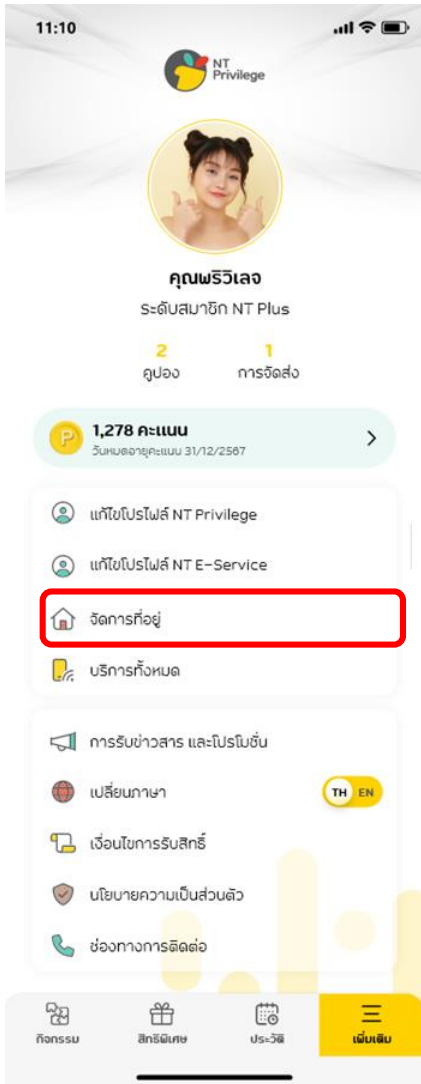 11:10
NT
Privilege
คุณพริวิเลจ
ระดับสมาชิก NT Plus
2 1
คูปอง การจัดส่ง
P 1,278 คะแนน
วันหมดอายุคะแนน 31/12/2567
แก้ไขโปรไฟล์ NT Privilege
แก้ไขโปรไฟล์ NT E-Service
จัดการที่อยู่
บริการทั้งหมด
การรับข่าวสาร และโปรโมชั่น
เปลี่ยนภาษา TH EN
เงื่อนไขการรับสิทธิ์
นโยบายความเป็นส่วนตัว
ช่องทางการติดต่อ
กิจกรรม สิทธิพิเศษ ประวัติ เพิ่มเติม